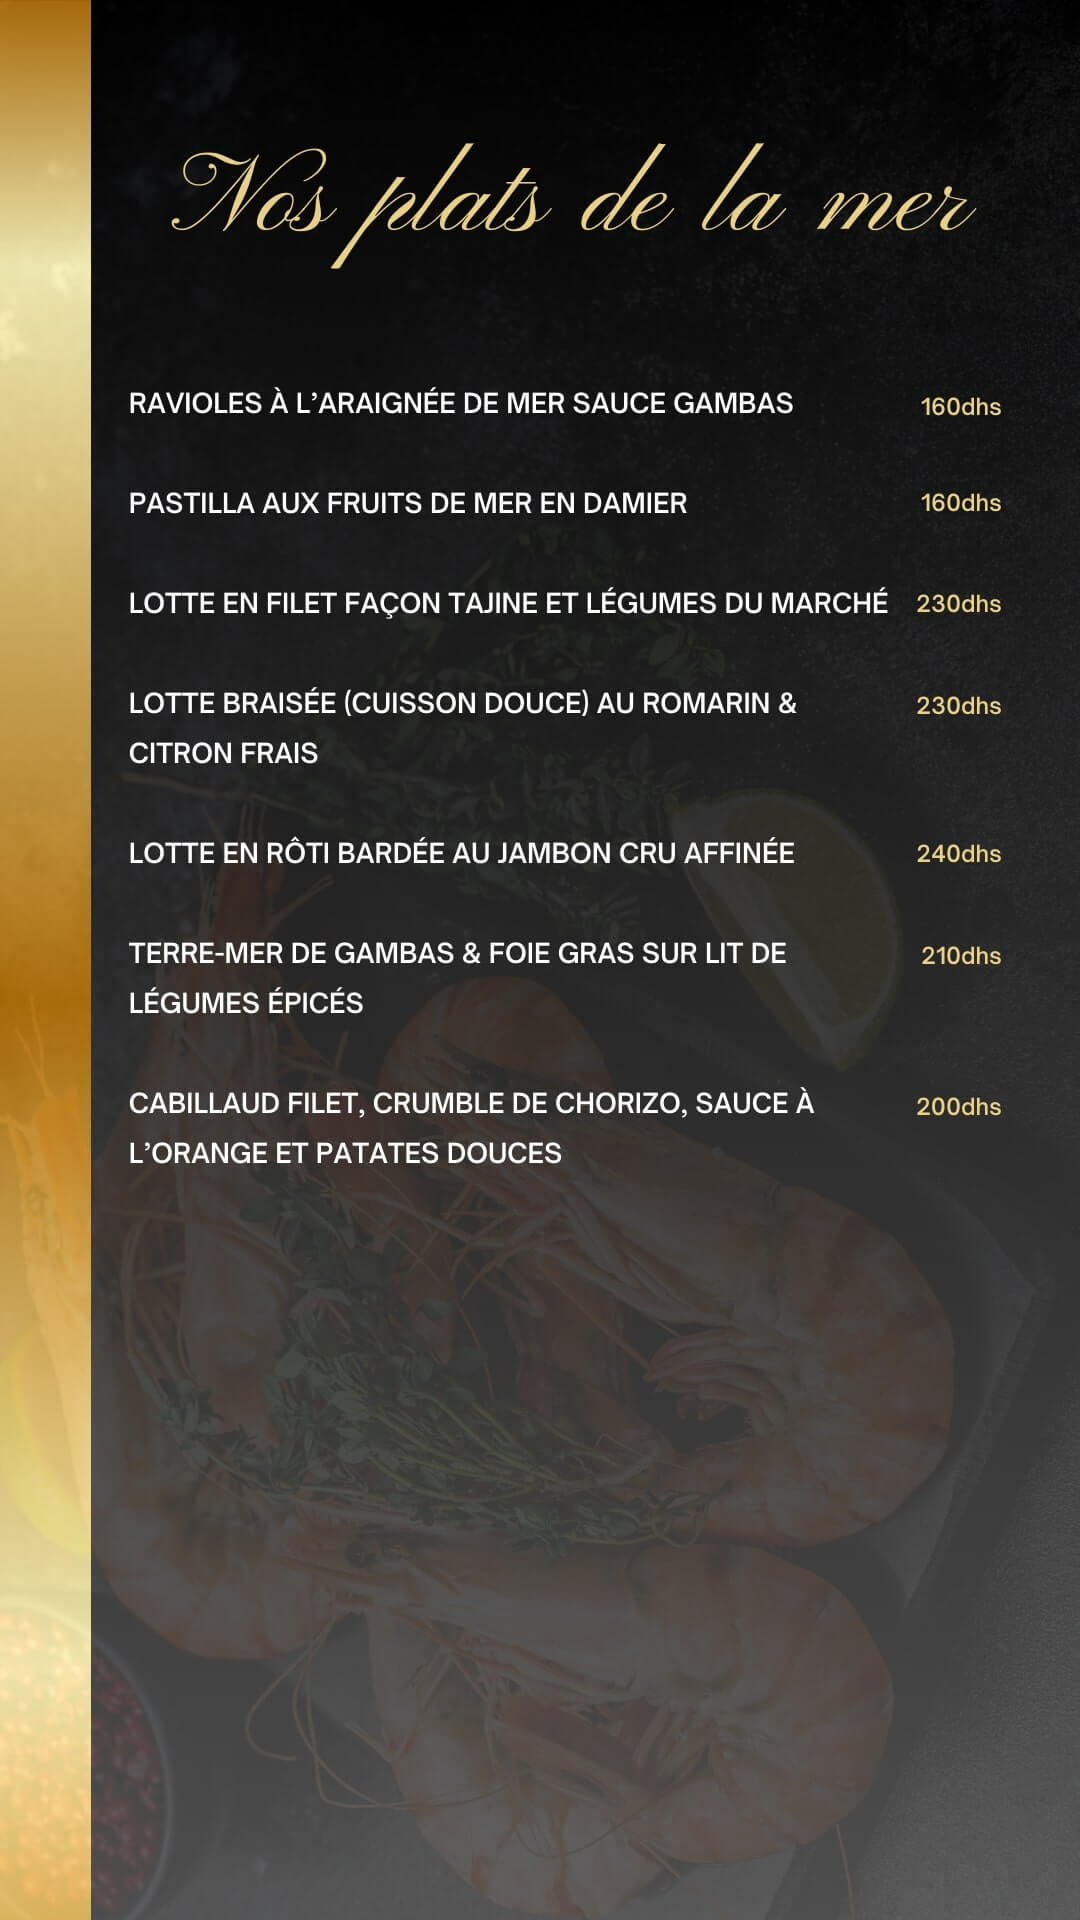 Nos plats de la mer
RAVIOLES À L’ARAIGNÉE DE MER SAUCE GAMBAS 160dhs
PASTILLA AUX FRUITS DE MER EN DAMIER 160dhs
LOTTE EN FILET FAÇON TAJINE ET LÉGUMES DU MARCHÉ 230dhs
LOTTE BRAISÉE (CUISSON DOUCE) AU ROMARIN & 230dhs
CITRON FRAIS
LOTTE EN RÔTI BARDÉE AU JAMBON CRU AFFINÉE 240dhs
TERRE-MER DE GAMBAS & FOIE GRAS SUR LIT DE 210dhs
LÉGUMES ÉPICÉS
CABILLAUD FILET, CRUMBLE DE CHORIZO, SAUCE À 200dhs
L’ORANGE ET PATATES DOUCES